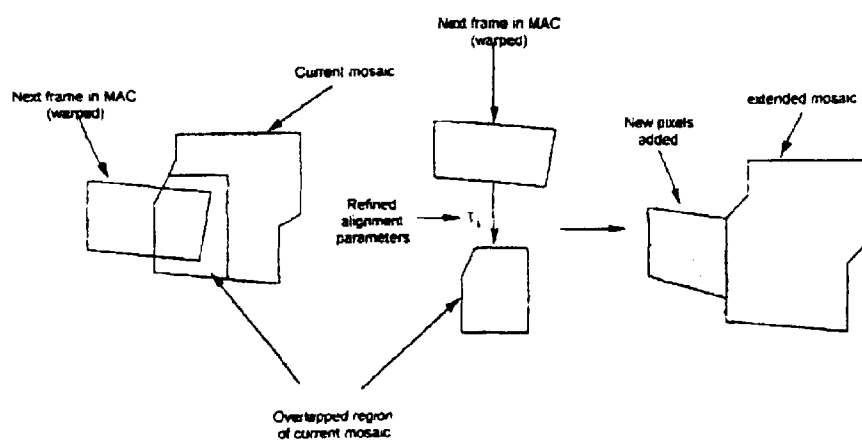 Next frame in MAC
(warped)
Current mosaic
Next frame in MAC
(warped)
New pixels
added
extended mosaic
Refined
alignment
parameters
T i
Overlapped region
of current mosaic